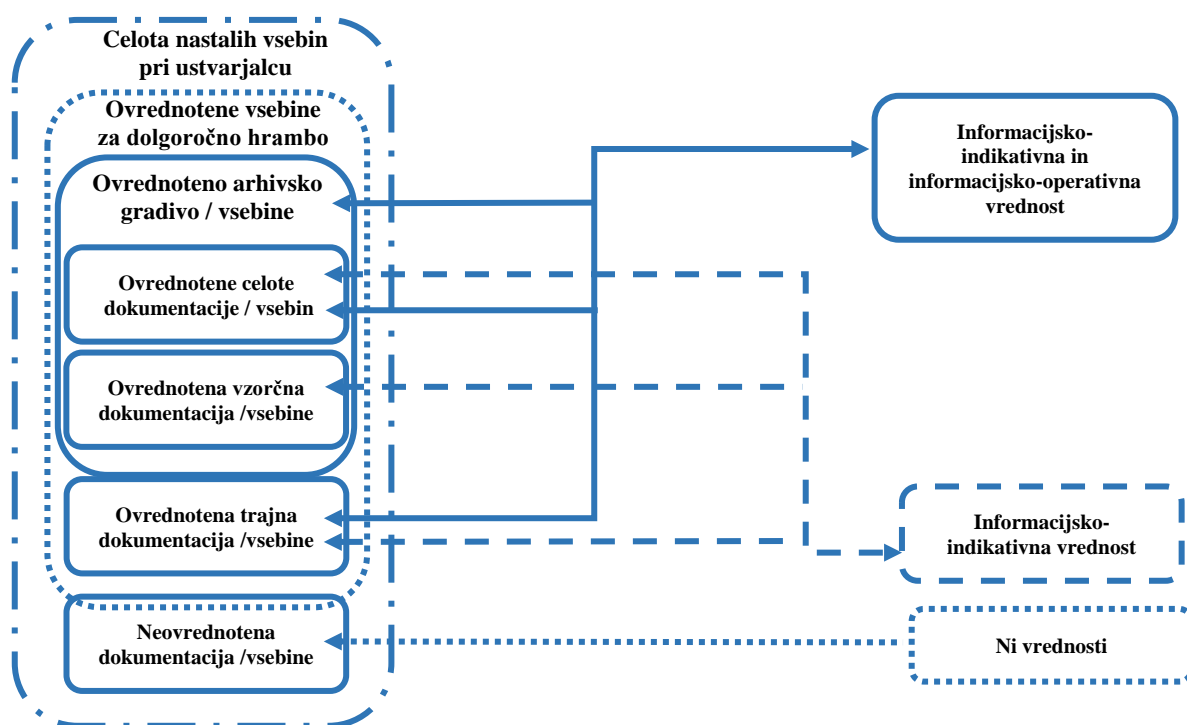 Celota nastalih vsebin
pri ustvarjalcu
Ovrednotene vsebine
za dolgoročno hrambo
Ovrednoteno arhivsko
gradivo / vsebine
Ovrednotene celote
dokumentacije / vsebin
Ovrednotena vzorčna
dokumentacija /vsebine
Ovrednotena trajna
dokumentacija /vsebine
Neovrednotena
dokumentacija /vsebine
Informacijsko-
indikativna in
informacijsko-operativna
vrednost
Informacijsko-
indikativna vrednost
Ni vrednosti